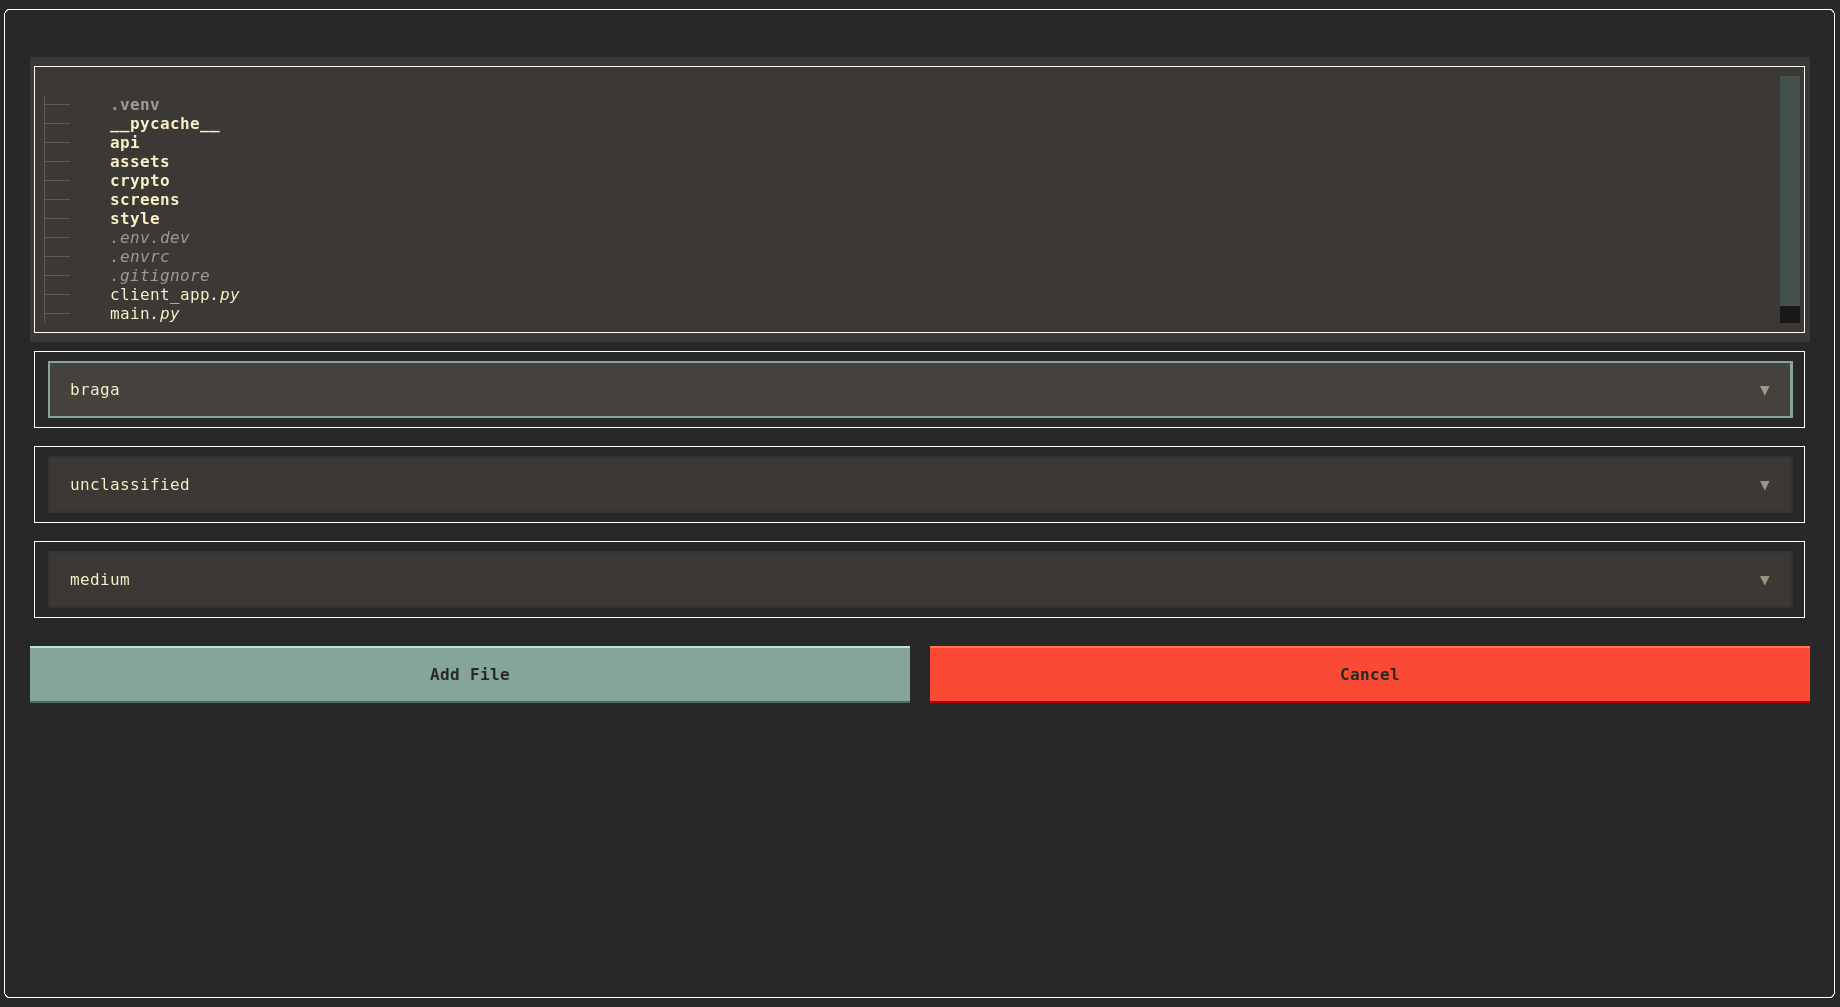 .venv
__pycache__
api
assets
crypto
screens
style
.env.dev
.envrc
.gitignore
client_app.py
main.py
braga ▼
unclassified ▼
medium ▼
Add File Cancel